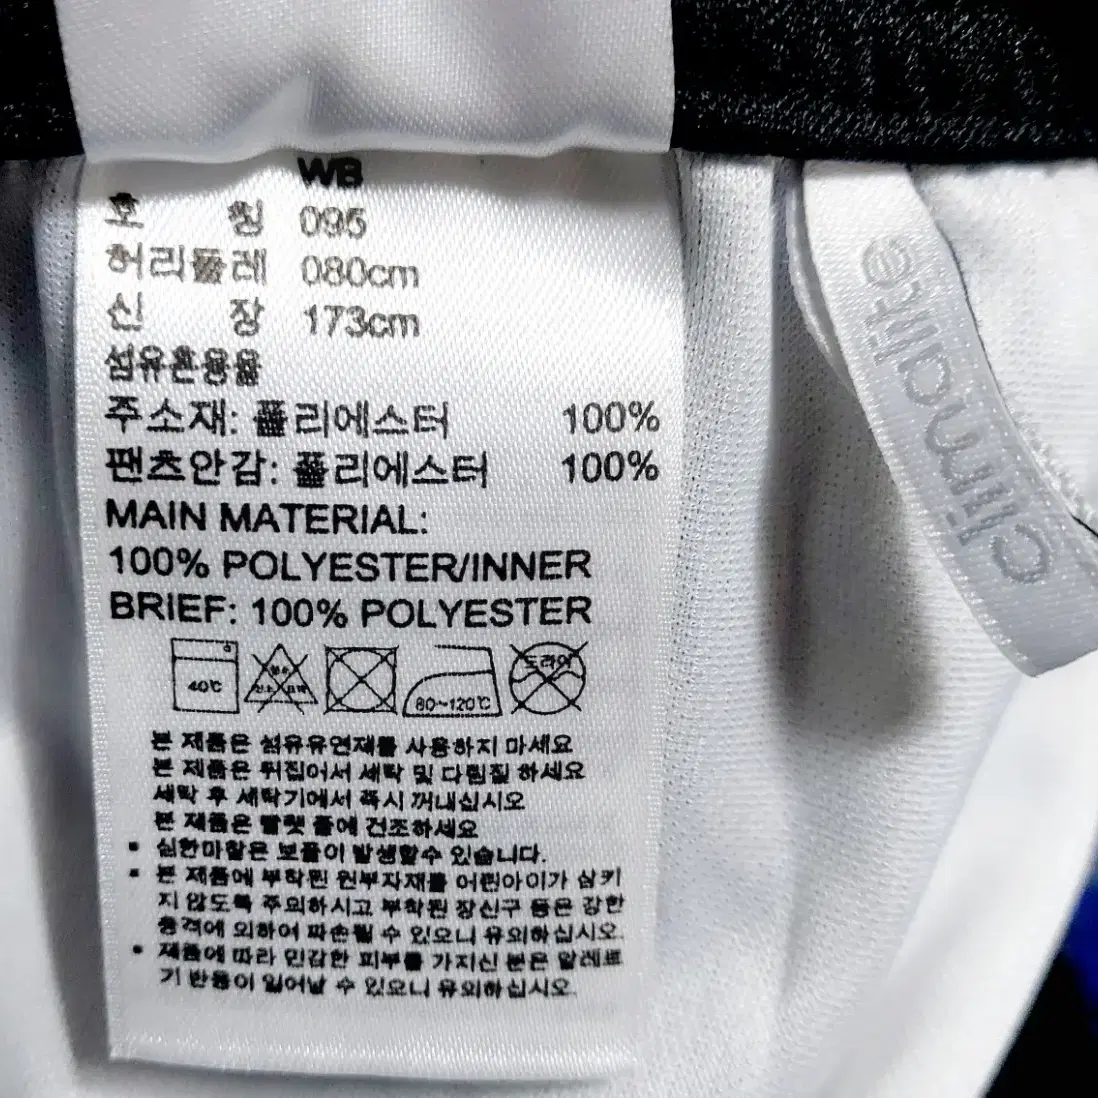 WB
호 칭 095
허리둘레 080cm
신 장 173cm
섬유혼용율
주소재: 폴리에스터 100%
팬츠안감: 폴리에스터 100%
MAIN MATERIAL:
100% POLYESTER/INNER
BRIEF: 100% POLYESTER
40℃
80~120℃
드라이
본 제품은 섬유유연재를 사용하지 마세요
본 제품은 뒤집어서 세탁 및 다림질 하세요
세탁 후 세탁기에서 즉시 꺼내십시오
본 제품은 빨랫 줄에 건조하세요
▪ 심한마찰은 보풀이 발생할수 있습니다.
▪ 본 제품에 부착된 원부자재를 어린아이가 삼키
지 않도록 주의하시고 부착된 장신구 등은 강한
충격에 의하여 파손될 수 있으니 유의하십시오.
▪ 제품에 따라 민감한 피부를 가지신 분은 알레르
기 반응이 일어날 수 있으니 유의하십시오.
climalite